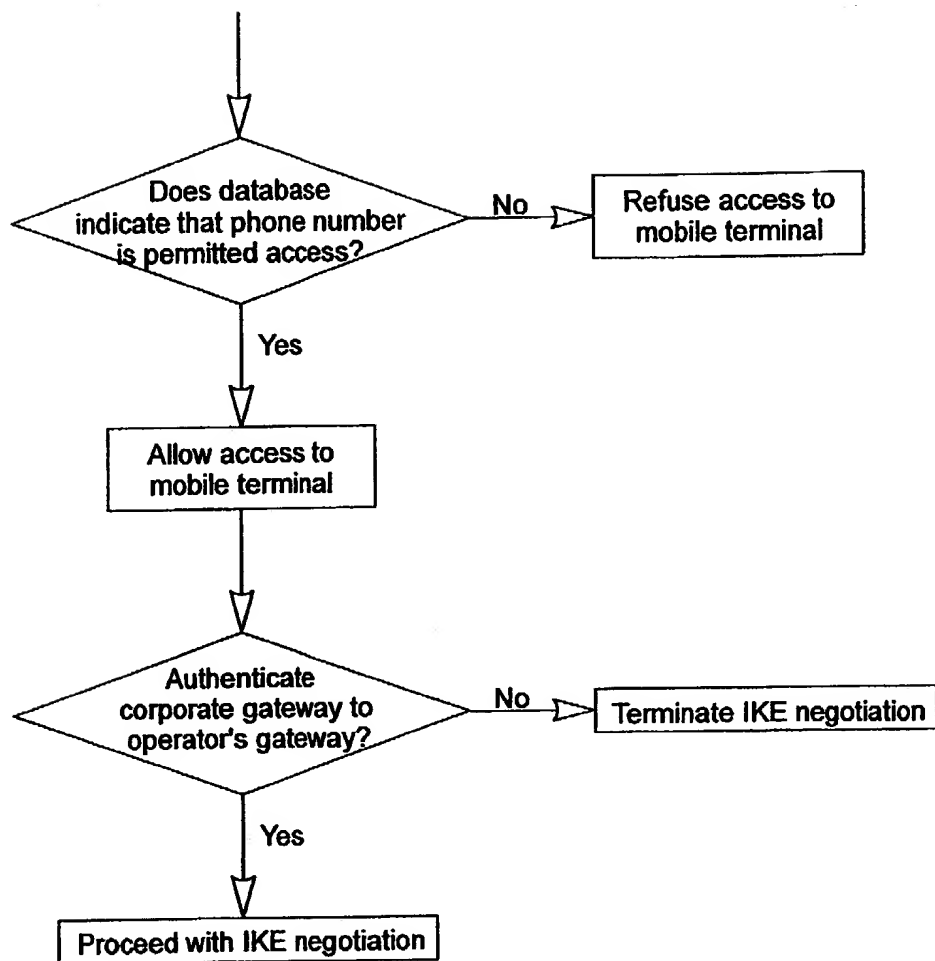 Does database
indicate that phone number
is permitted access?
No
Refuse access to
mobile terminal
Yes
Allow access to
mobile terminal
Authenticate
corporate gateway to
operator's gateway?
No
Terminate IKE negotiation
Yes
Proceed with IKE negotiation